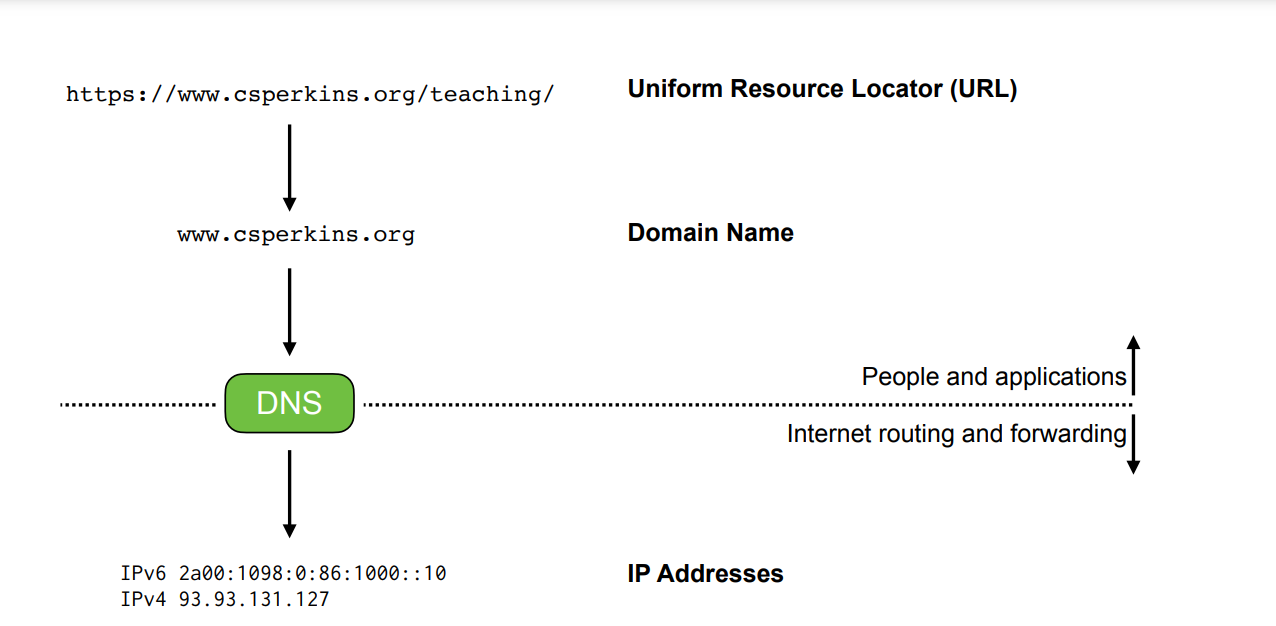 https://www.csperkins.org/teaching/
Uniform Resource Locator (URL)
www.csperkins.org
Domain Name
People and applications
DNS
Internet routing and forwarding
IPv6 2a00:1098:0:86:1000::10
IP Addresses
IPv4 93.93.131.127